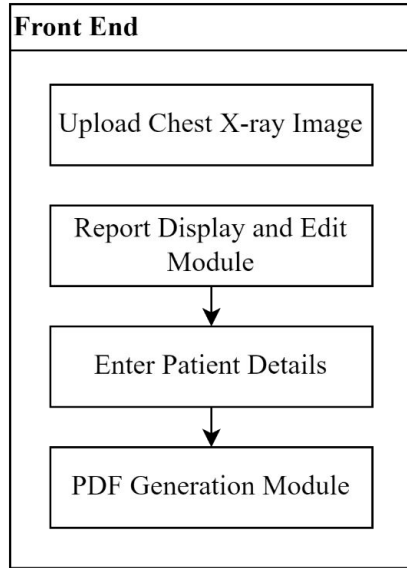 Front End
Upload Chest X-ray Image
Report Display and Edit
Module
Enter Patient Details
PDF Generation Module